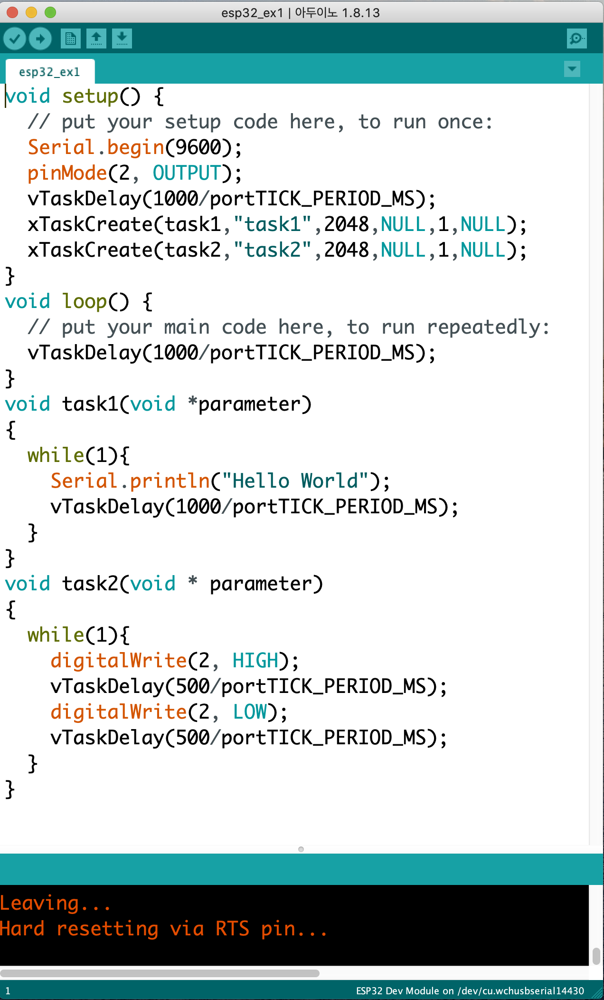 esp32_ex1 | 아두이노 1.8.13
esp32_ex1
void setup() {
  // put your setup code here, to run once:
  Serial.begin(9600);
  pinMode(2, OUTPUT);
  vTaskDelay(1000/portTICK_PERIOD_MS);
  xTaskCreate(task1,"task1",2048,NULL,1,NULL);
  xTaskCreate(task2,"task2",2048,NULL,1,NULL);
}
void loop() {
  // put your main code here, to run repeatedly:
  vTaskDelay(1000/portTICK_PERIOD_MS);
}
void task1(void *parameter)
{
  while(1){
    Serial.println("Hello World");
    vTaskDelay(1000/portTICK_PERIOD_MS);
  }
}
void task2(void * parameter)
{
  while(1){
    digitalWrite(2, HIGH);
    vTaskDelay(500/portTICK_PERIOD_MS);
    digitalWrite(2, LOW);
    vTaskDelay(500/portTICK_PERIOD_MS);
  }
}
Leaving...
Hard resetting via RTS pin...
1 ESP32 Dev Module on /dev/cu.wchusbserial14430